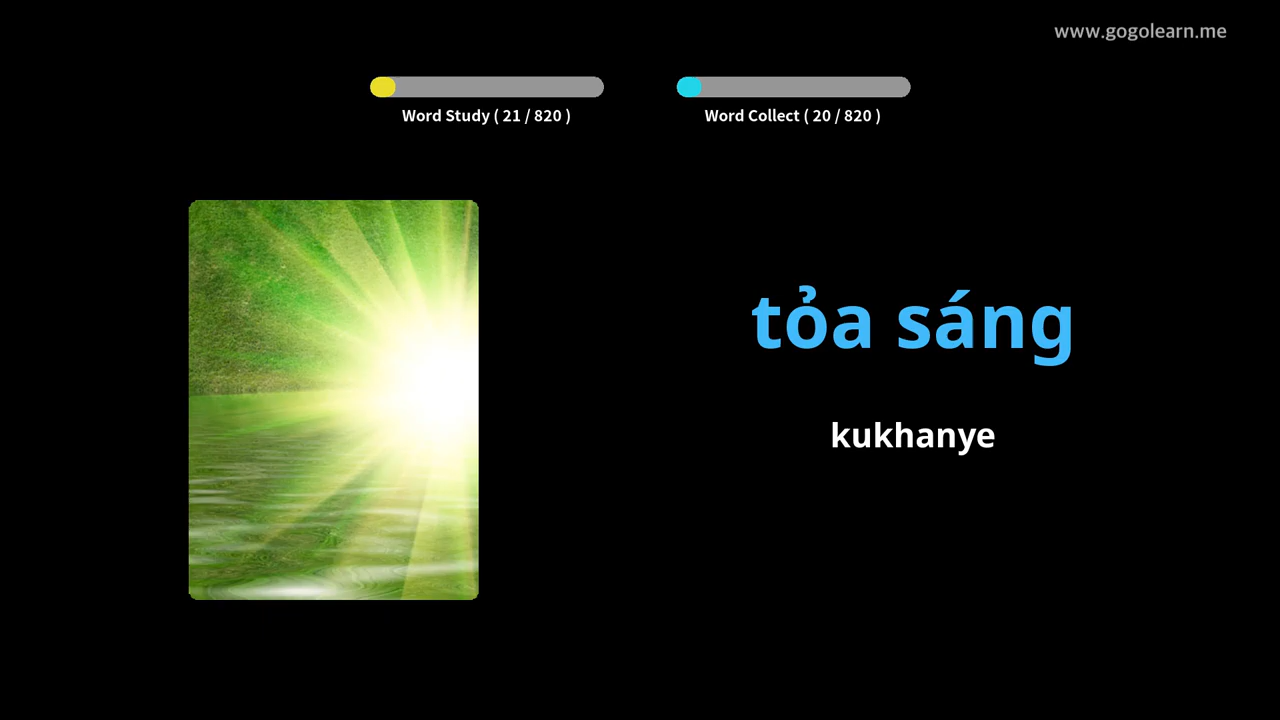 www.gogolearn.me
Word Study ( 21 / 820 )
Word Collect ( 20 / 820 )
tỏa sáng
kukhanye